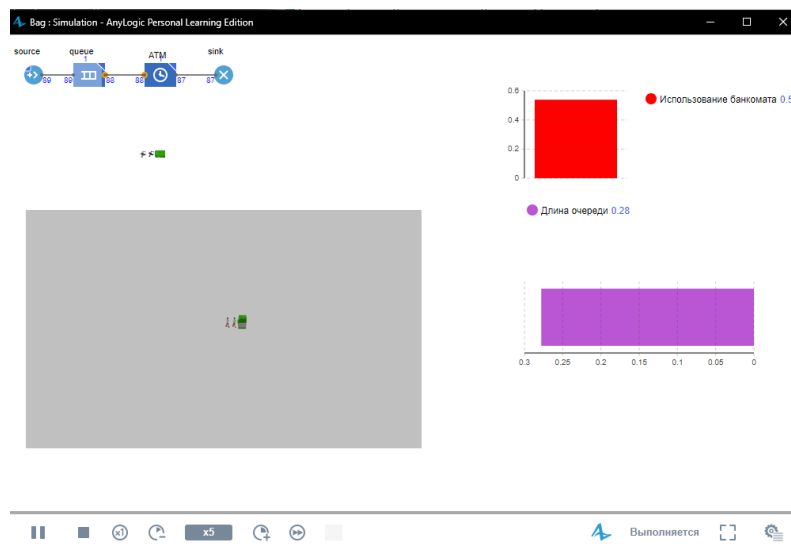 Bag : Simulation - AnyLogic Personal Learning Edition
source queue ATM sink
1 1
89 89 88 88 87 87
0.6
0.4
0.2
0
Использование банкомата 0.5
Длина очереди 0.28
0.3 0.25 0.2 0.15 0.1 0.05 0
x1 x5 Выполняется